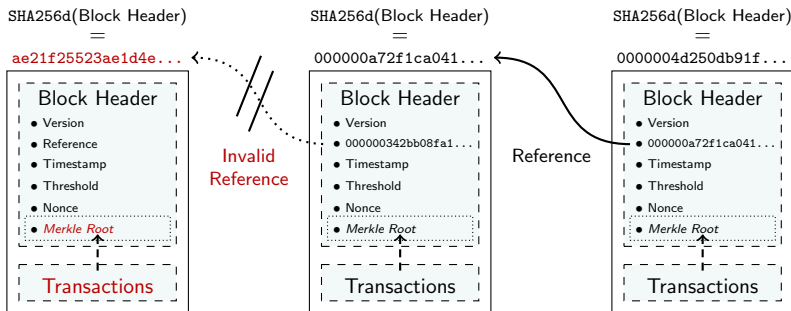 SHA256d(Block Header)
=
ae21f25523ae1d4e...
Block Header
• Version
• Reference
• Timestamp
• Threshold
• Nonce
• Merkle Root
Transactions
Invalid
Reference
SHA256d(Block Header)
=
000000a72f1ca041...
Block Header
• Version
• 000000342bb08fa1...
• Timestamp
• Threshold
• Nonce
• Merkle Root
Transactions
Reference
SHA256d(Block Header)
=
0000004d250db91f...
Block Header
• Version
• 000000a72f1ca041...
• Timestamp
• Threshold
• Nonce
• Merkle Root
Transactions